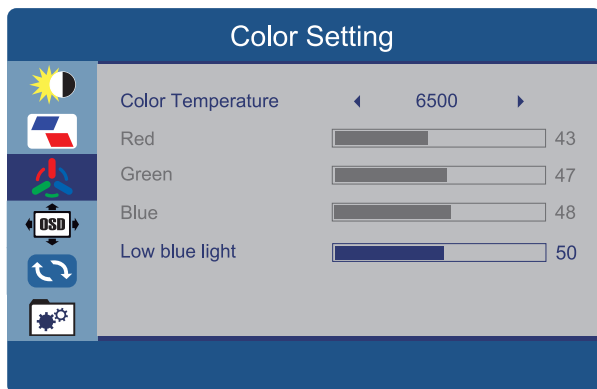 Color Setting
Color Temperature 6500
Red 43
Green 47
Blue 48
OSD
Low blue light 50